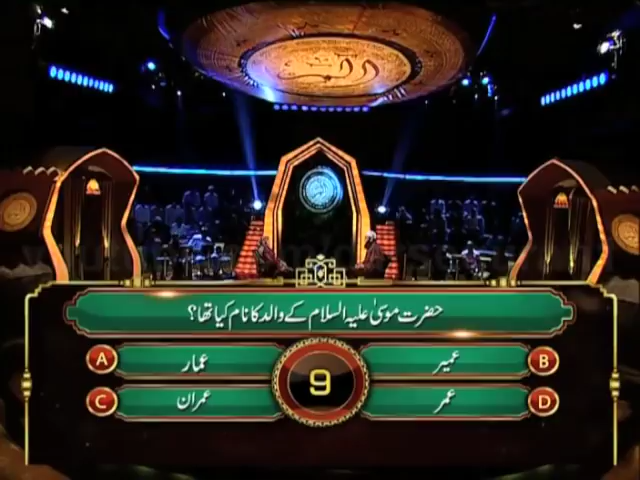 حضرت موسیٰ علیہ السلام کے والد کا نام کیا تھا؟
A عمار
عمیر B
9
C عمران
عمر D